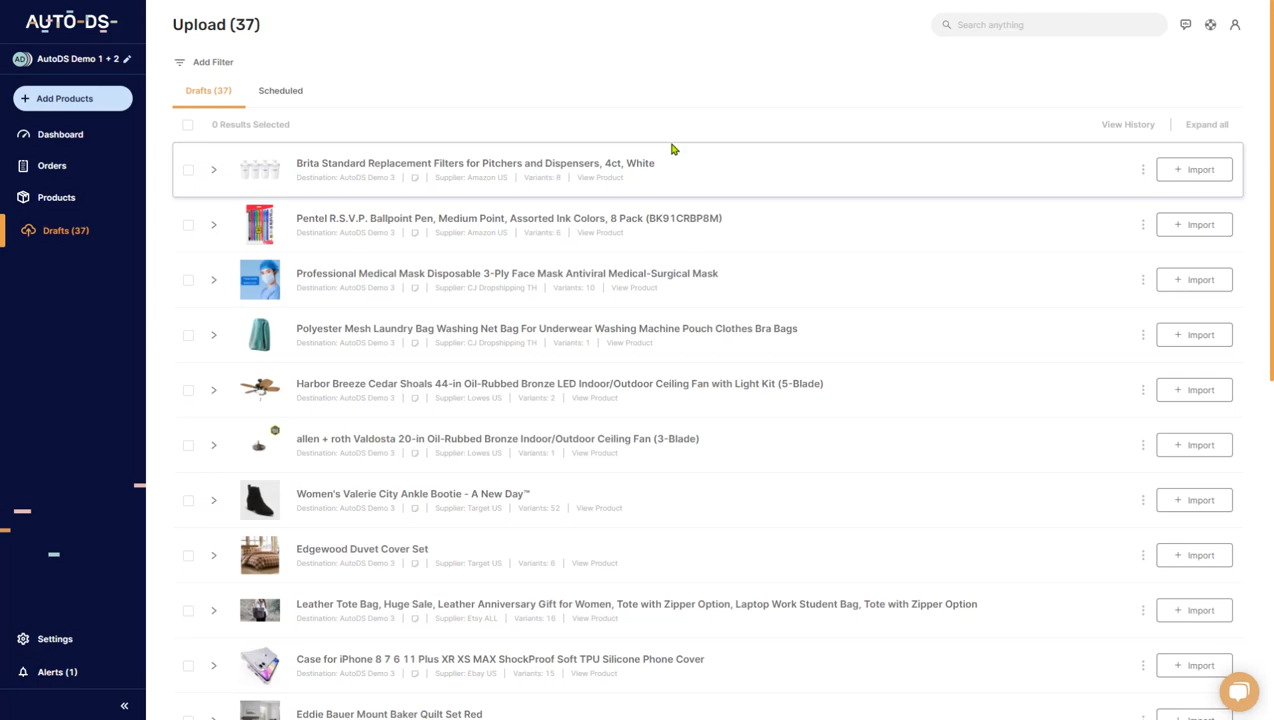 AUTO-DS
Upload (37)
Search anything
AD
AutoDS Demo 1 + 2
Add Filter
Add Products
Drafts (37)
Scheduled
0 Results Selected
View History
Expand all
Dashboard
Orders
Products
Drafts (37)
Brita Standard Replacement Filters for Pitchers and Dispensers, 4ct, White
Destination: AutoDS Demo 3 | | Supplier: Amazon US | Variants: 8 | View Product
+ Import
Pentel R.S.V.P. Ballpoint Pen, Medium Point, Assorted Ink Colors, 8 Pack (BK91CRBP8M)
Destination: AutoDS Demo 3 | | Supplier: Amazon US | Variants: 6 | View Product
+ Import
Professional Medical Mask Disposable 3-Ply Face Mask Antiviral Medical-Surgical Mask
Destination: AutoDS Demo 3 | | Supplier: CJ Dropshipping TH | Variants: 10 | View Product
+ Import
Polyester Mesh Laundry Bag Washing Net Bag For Underwear Washing Machine Pouch Clothes Bra Bags
Destination: AutoDS Demo 3 | | Supplier: CJ Dropshipping TH | Variants: 1 | View Product
+ Import
Harbor Breeze Cedar Shoals 44-in Oil-Rubbed Bronze LED Indoor/Outdoor Ceiling Fan with Light Kit (5-Blade)
Destination: AutoDS Demo 3 | | Supplier: Lowes US | Variants: 2 | View Product
+ Import
allen + roth Valdosta 20-in Oil-Rubbed Bronze Indoor/Outdoor Ceiling Fan (3-Blade)
Destination: AutoDS Demo 3 | | Supplier: Lowes US | Variants: 1 | View Product
+ Import
Women's Valerie City Ankle Bootie - A New Day™
Destination: AutoDS Demo 3 | | Supplier: Target US | Variants: 52 | View Product
+ Import
Edgewood Duvet Cover Set
Destination: AutoDS Demo 3 | | Supplier: Target US | Variants: 6 | View Product
+ Import
Leather Tote Bag, Huge Sale, Leather Anniversary Gift for Women, Tote with Zipper Option, Laptop Work Student Bag, Tote with Zipper Option
Destination: AutoDS Demo 3 | | Supplier: Etsy ALL | Variants: 16 | View Product
+ Import
Case for iPhone 8 7 6 11 Plus XR XS MAX ShockProof Soft TPU Silicone Phone Cover
Destination: AutoDS Demo 3 | | Supplier: Ebay US | Variants: 15 | View Product
+ Import
Eddie Bauer Mount Baker Quilt Set Red
+ Import
Settings
Alerts (1)